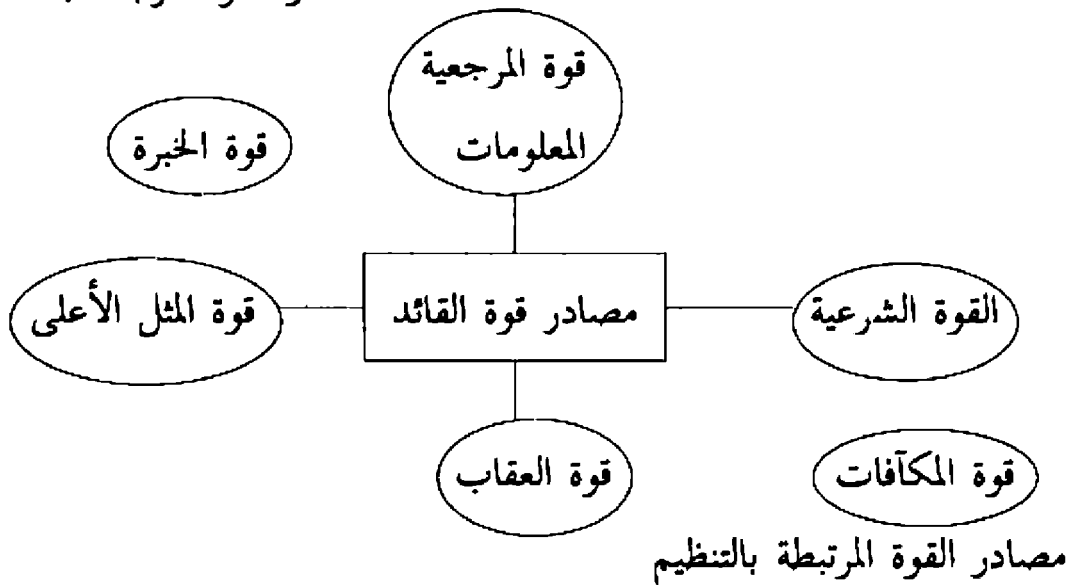 قوة المرجعية
المعلومات
قوة الخبرة
القوة الشرعية
مصادر قوة القائد
قوة المثل الأعلى
قوة المكآفات
قوة العقاب
مصادر القوة المرتبطة بالتنظيم